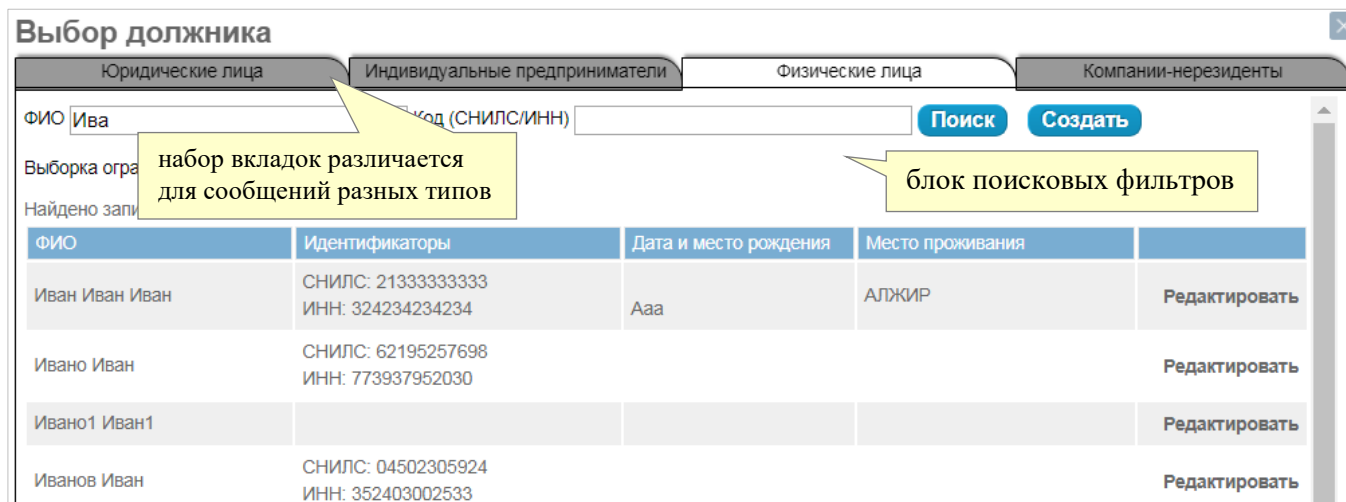 Выбор должника
Юридические лица Индивидуальные предприниматели Физические лица Компании-нерезиденты
ФИО Ива Код (СНИЛС/ИНН) Поиск Создать
Выборка
набор вкладок различается
для сообщений разных типов
блок поисковых фильтров
Найдено
ФИО Идентификаторы Дата и место рождения Место проживания
Иван Иван Иван СНИЛС: 21333333333
ИНН: 324234234234 Ааа АЛЖИР Редактировать
Ивано Иван СНИЛС: 62195257698
ИНН: 773937952030 Редактировать
Ивано1 Иван1 Редактировать
Иванов Иван СНИЛС: 04502305924
ИНН: 352403002533 Редактировать